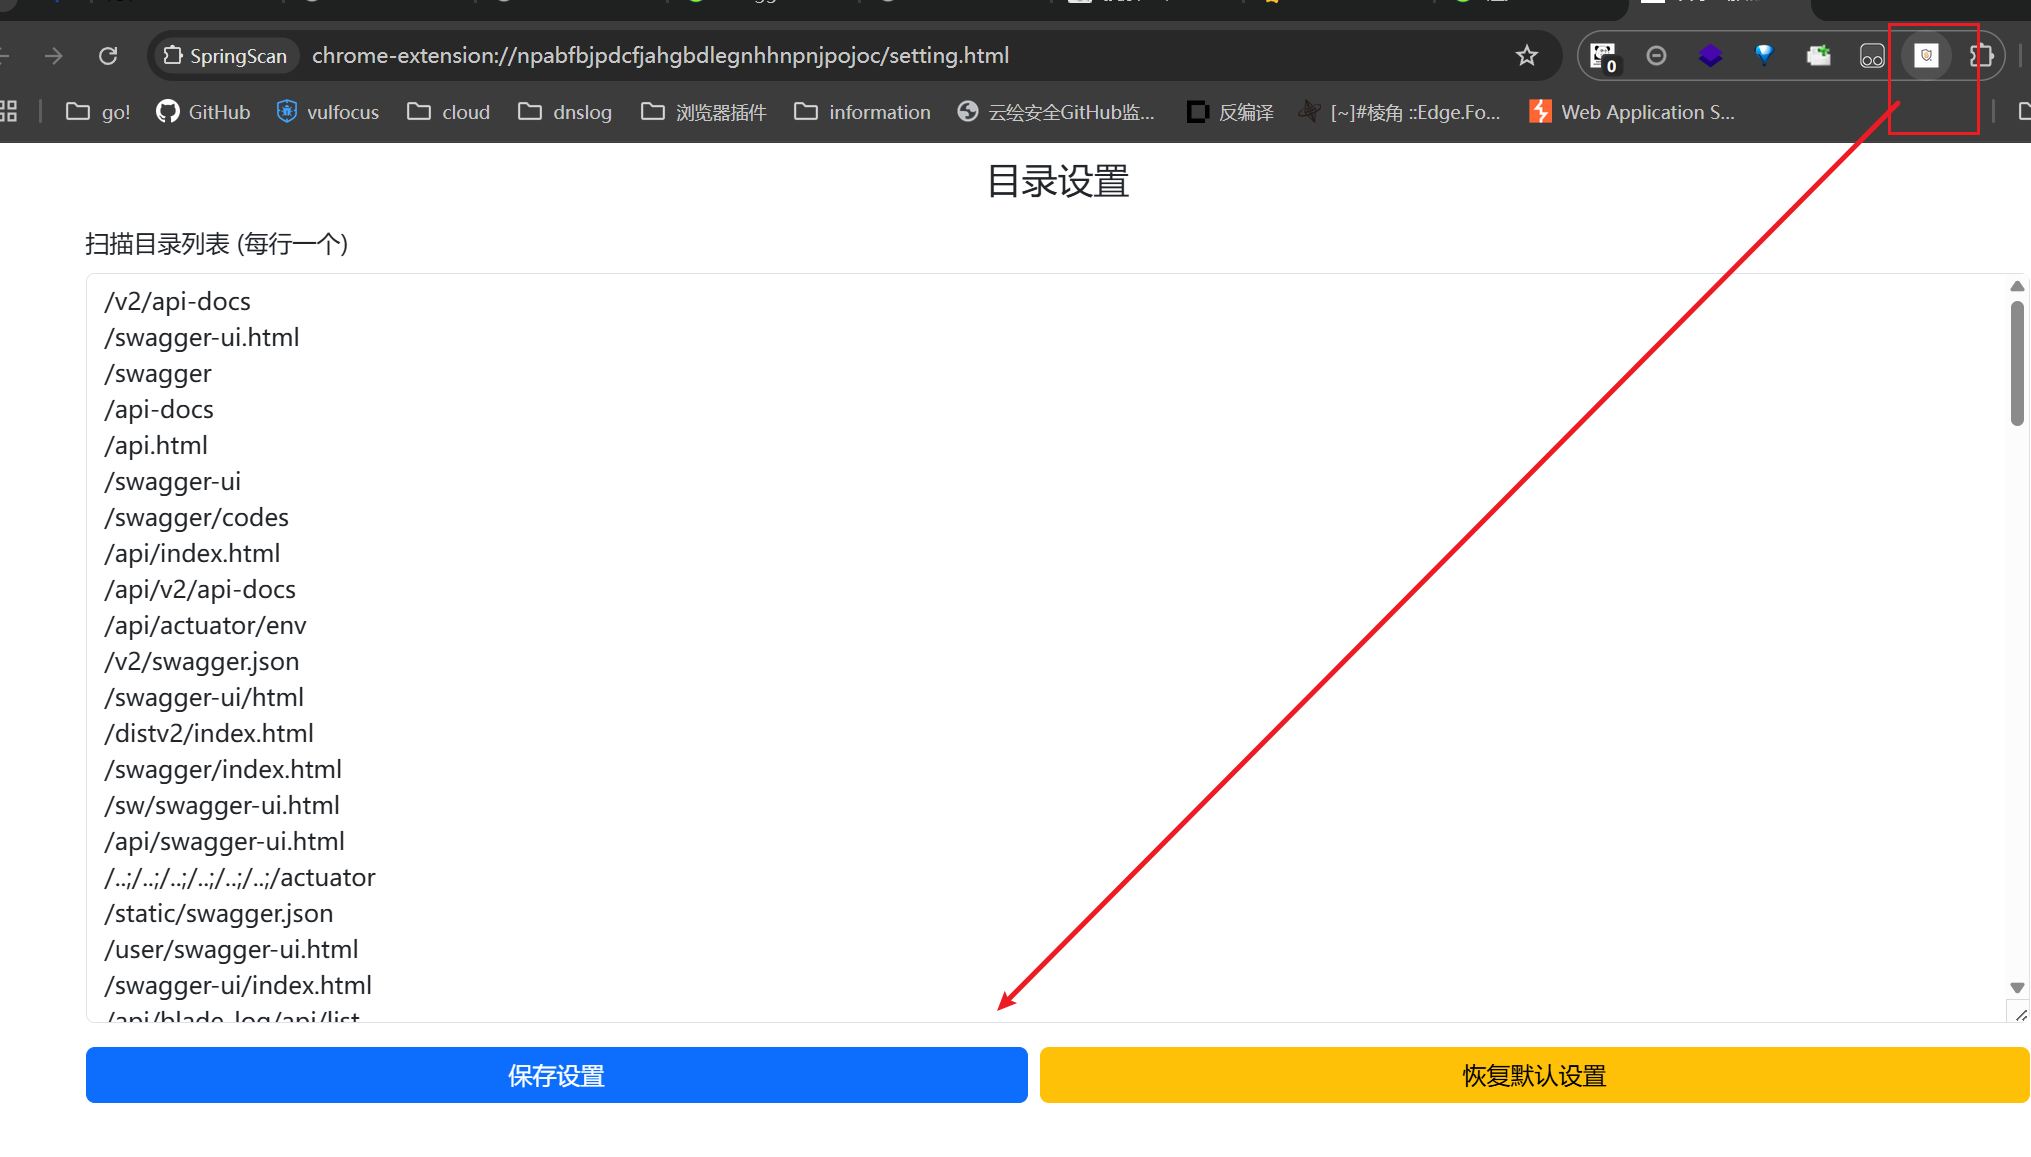 SpringScan chrome-extension://npabfbjpdcfjahgbdlegnhhnpnjpojoc/setting.html 0
go! GitHub vulfocus cloud dnslog 浏览器插件 information 云绘安全GitHub监... 反编译 [~]#棱角 ::Edge.Fo... Web Application S...
目录设置
扫描目录列表 (每行一个)
/v2/api-docs
/swagger-ui.html
/swagger
/api-docs
/api.html
/swagger-ui
/swagger/codes
/api/index.html
/api/v2/api-docs
/api/actuator/env
/v2/swagger.json
/swagger-ui/html
/distv2/index.html
/swagger/index.html
/sw/swagger-ui.html
/api/swagger-ui.html
/..;/..;/..;/..;/..;/..;/actuator
/static/swagger.json
/user/swagger-ui.html
/swagger-ui/index.html
/api/blade-log/api/list
保存设置 恢复默认设置